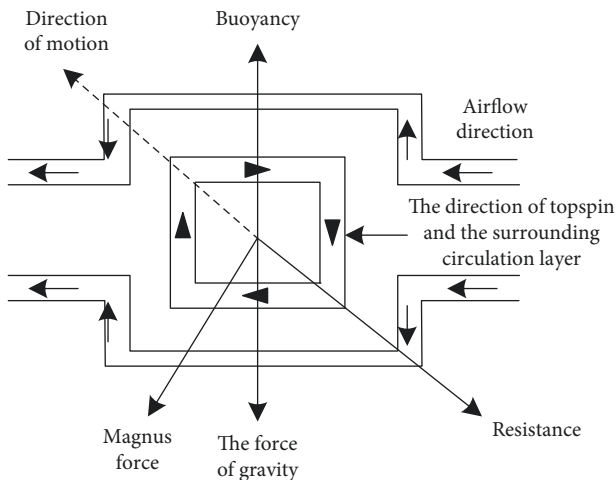 Direction
of motion
Buoyancy
Airflow
direction
The direction of topspin
and the surrounding
circulation layer
Magnus
force
The force
of gravity
Resistance